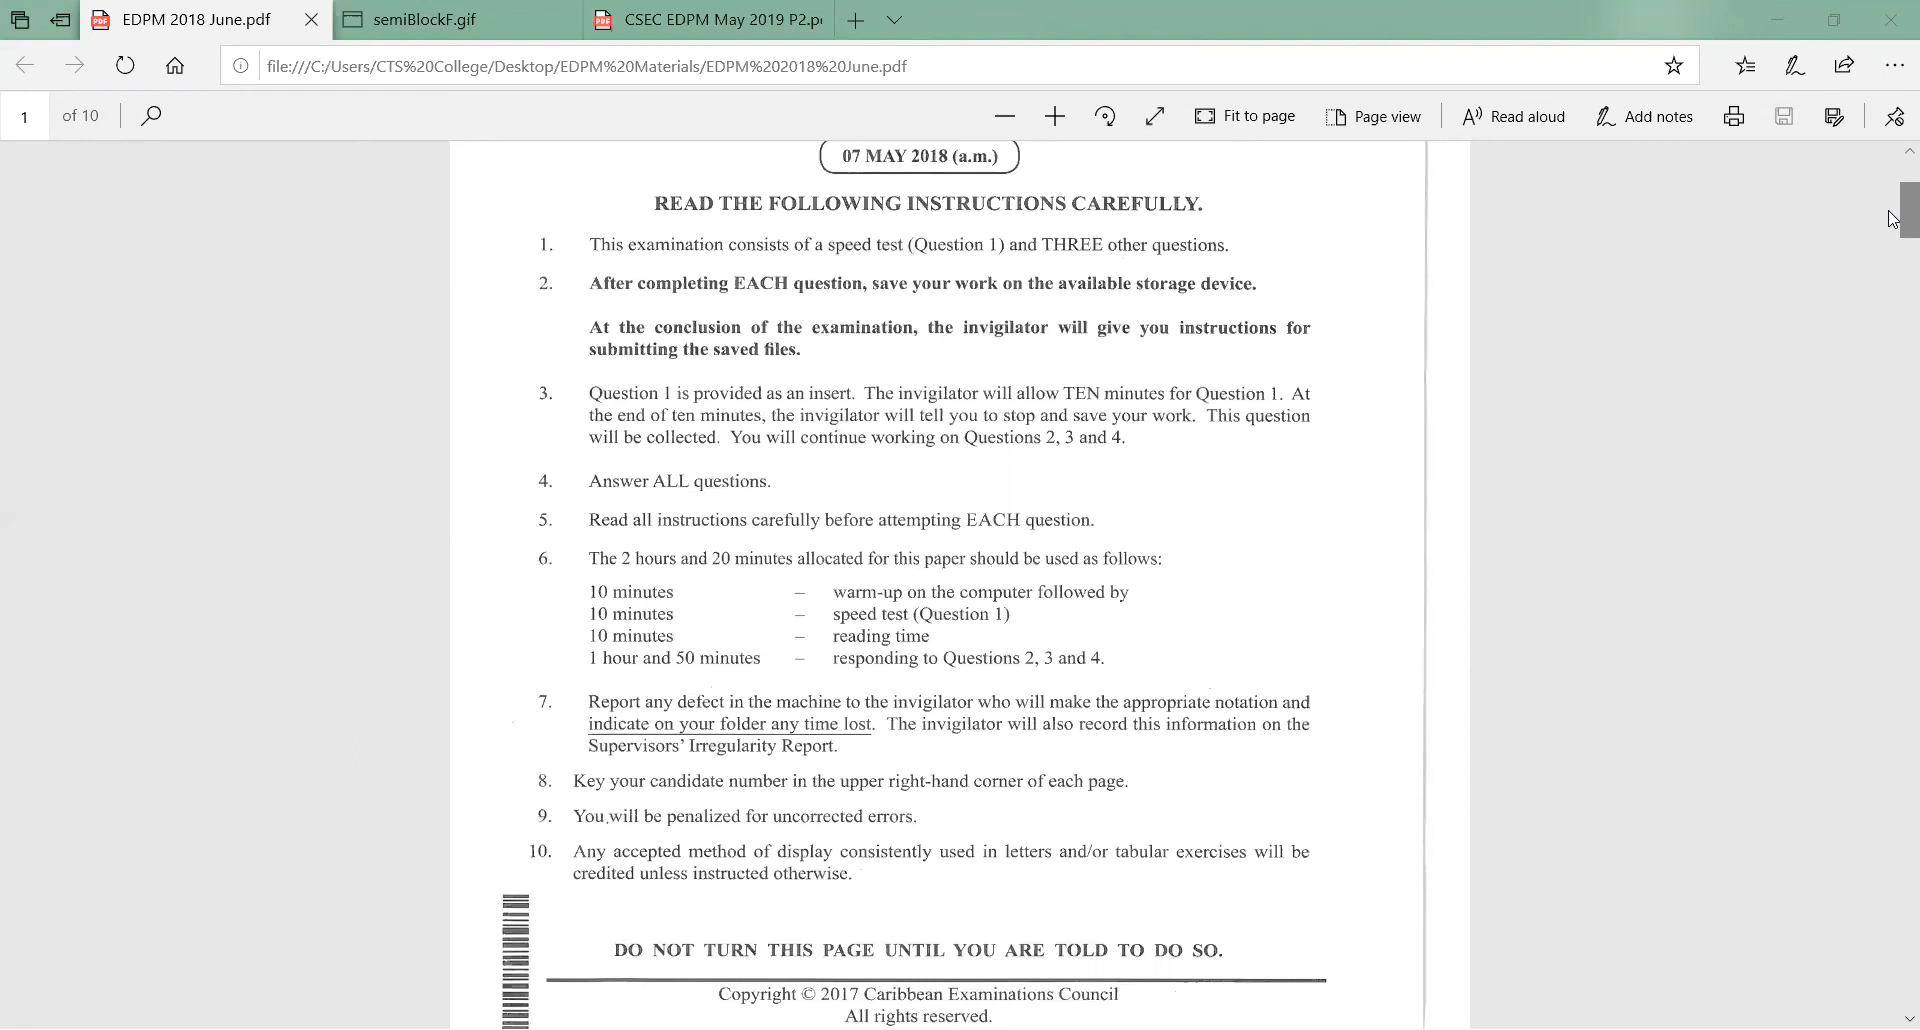 EDPM 2018 June.pdf
semiBlockF.gif
CSEC EDPM May 2019 P2.p
file:///C:/Users/CTS%20College/Desktop/EDPM%20Materials/EDPM%202018%20June.pdf
1 of 10
Fit to page
Page view
Read aloud
Add notes
07 MAY 2018 (a.m.)
READ THE FOLLOWING INSTRUCTIONS CAREFULLY.
1. This examination consists of a speed test (Question 1) and THREE other questions.
2. After completing EACH question, save your work on the available storage device.
At the conclusion of the examination, the invigilator will give you instructions for
submitting the saved files.
3. Question 1 is provided as an insert. The invigilator will allow TEN minutes for Question 1. At
the end of ten minutes, the invigilator will tell you to stop and save your work. This question
will be collected. You will continue working on Questions 2, 3 and 4.
4. Answer ALL questions.
5. Read all instructions carefully before attempting EACH question.
6. The 2 hours and 20 minutes allocated for this paper should be used as follows:
10 minutes – warm-up on the computer followed by
10 minutes – speed test (Question 1)
10 minutes – reading time
1 hour and 50 minutes – responding to Questions 2, 3 and 4.
7. Report any defect in the machine to the invigilator who will make the appropriate notation and
indicate on your folder any time lost. The invigilator will also record this information on the
Supervisors' Irregularity Report.
8. Key your candidate number in the upper right-hand corner of each page.
9. You will be penalized for uncorrected errors.
10. Any accepted method of display consistently used in letters and/or tabular exercises will be
credited unless instructed otherwise.
DO NOT TURN THIS PAGE UNTIL YOU ARE TOLD TO DO SO.
Copyright © 2017 Caribbean Examinations Council
All rights reserved.